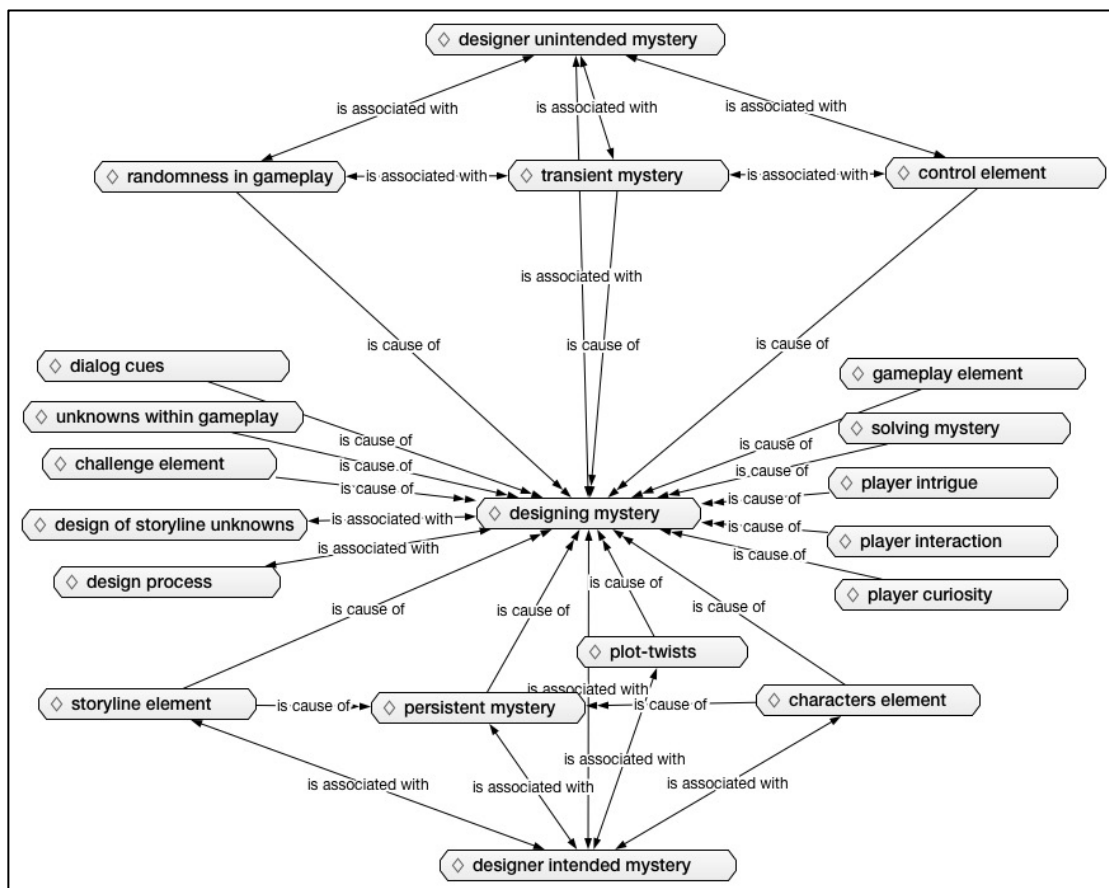 designer unintended mystery
is associated with
is associated with
is associated with
randomness in gameplay
is associated with
transient mystery
is associated with
control element
is associated with
is cause of
is cause of
is cause of
dialog cues
gameplay element
unknowns within gameplay
solving mystery
is cause of
is cause of
challenge element
is cause of
is cause of
player intrigue
is cause of
is cause of
designing mystery
design of storyline unknowns
is associated with
is cause of
player interaction
is associated with
is cause of
design process
player curiosity
is cause of
is cause of
is cause of
is cause of
plot-twists
is associated with
storyline element
is cause of
persistent mystery
is cause of
characters element
is associated with
is associated with
is associated with
is associated with
designer intended mystery